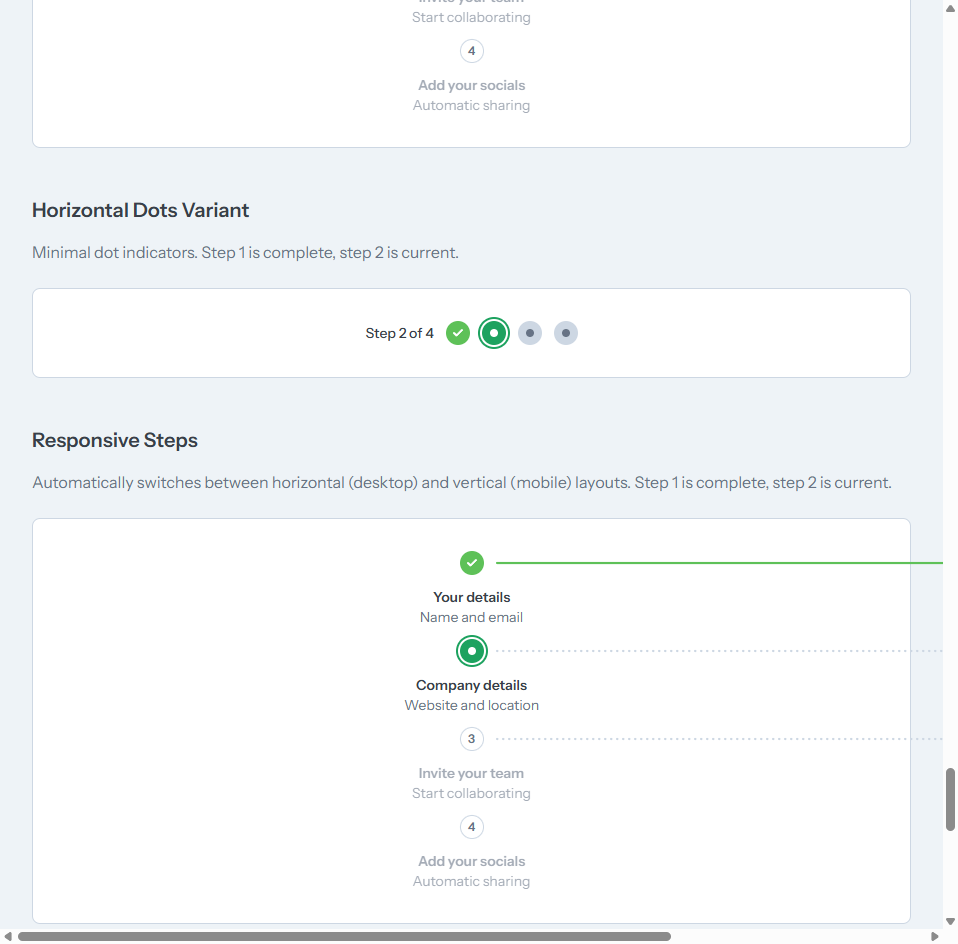 Invite your team
Start collaborating
4
Add your socials
Automatic sharing
Horizontal Dots Variant
Minimal dot indicators. Step 1 is complete, step 2 is current.
Step 2 of 4
Responsive Steps
Automatically switches between horizontal (desktop) and vertical (mobile) layouts. Step 1 is complete, step 2 is current.
Your details
Name and email
Company details
Website and location
3
Invite your team
Start collaborating
4
Add your socials
Automatic sharing